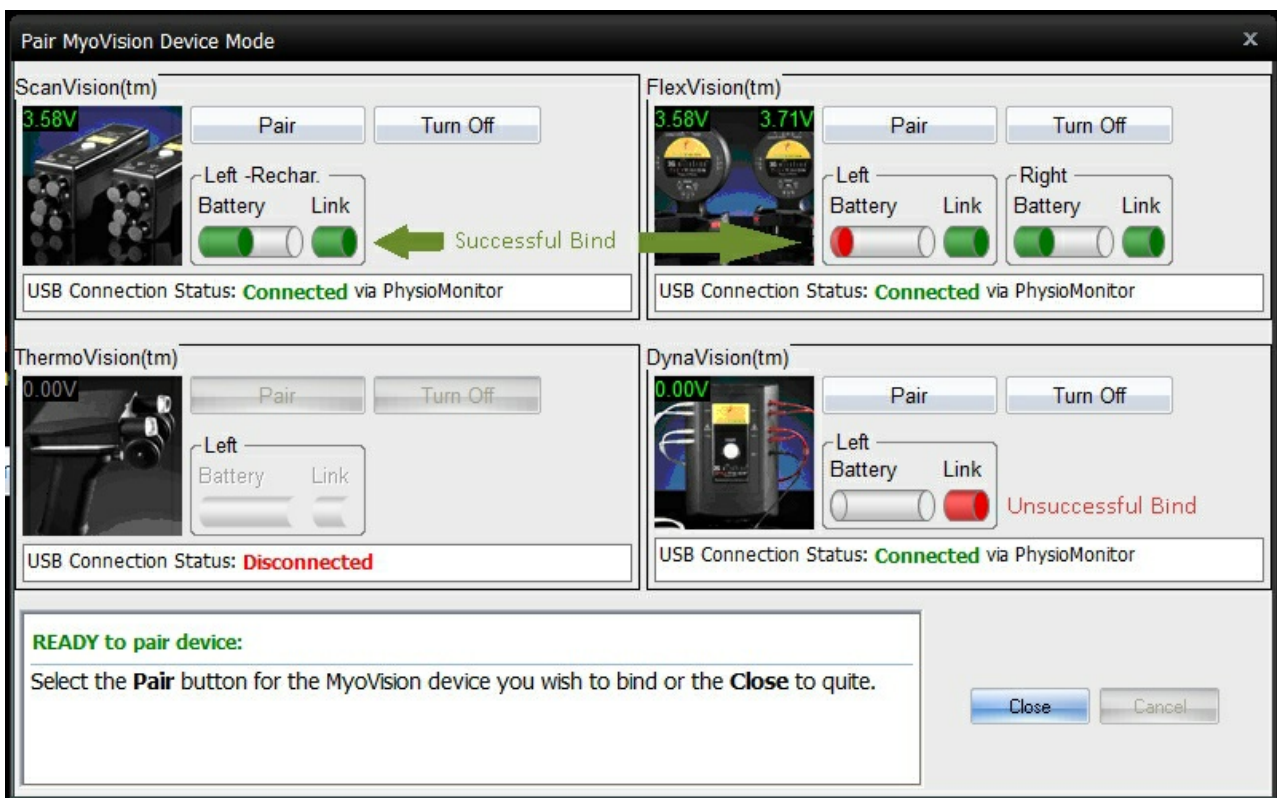 Pair MyoVision Device Mode
x
ScanVision(tm)
3.58V
Pair
Turn Off
Left -Rechar.
Battery Link
Successful Bind
USB Connection Status: Connected via PhysioMonitor
FlexVision(tm)
3.58V 3.71V
Pair
Turn Off
Left
Battery Link
Right
Battery Link
USB Connection Status: Connected via PhysioMonitor
ThermoVision(tm)
0.00V
Pair
Turn Off
Left
Battery Link
USB Connection Status: Disconnected
DynaVision(tm)
0.00V
Pair
Turn Off
Left
Battery Link
Unsuccessful Bind
USB Connection Status: Connected via PhysioMonitor
READY to pair device:
Select the Pair button for the MyoVision device you wish to bind or the Close to quite.
Close
Cancel